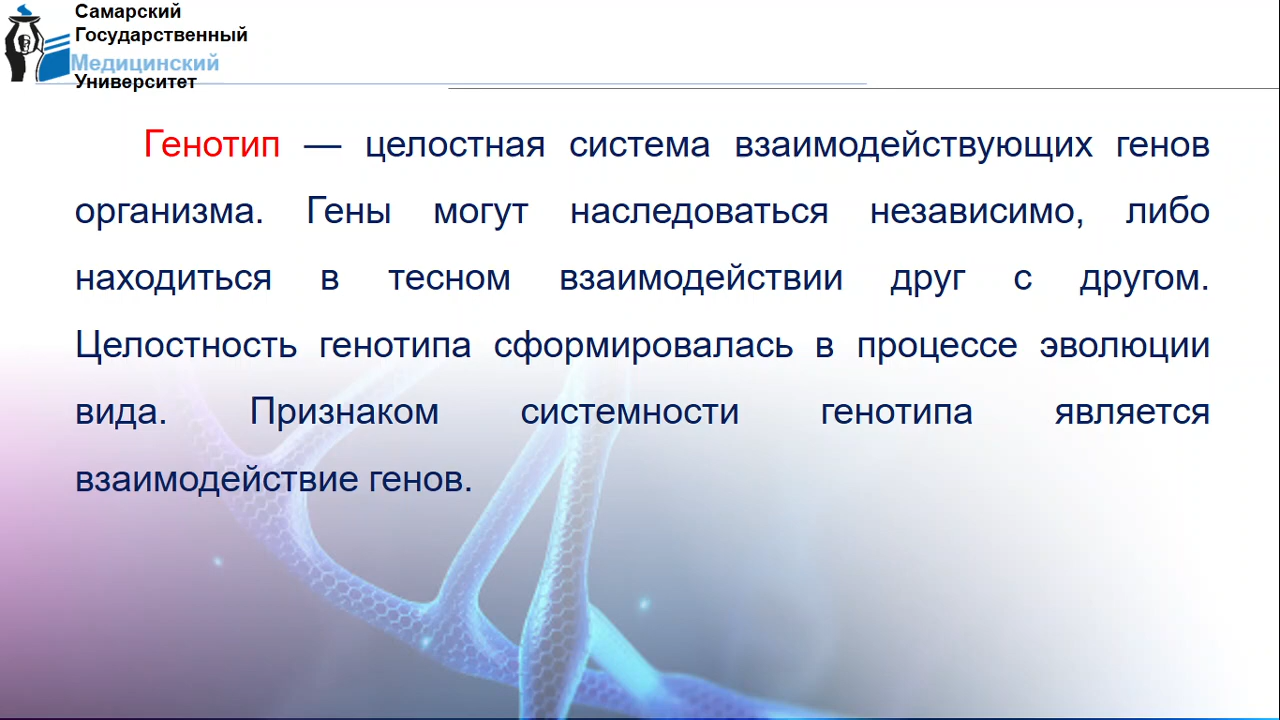 Самарский
Государственный
Медицинский
Университет
Генотип — целостная система взаимодействующих генов
организма. Гены могут наследоваться независимо, либо
находиться в тесном взаимодействии друг с другом.
Целостность генотипа сформировалась в процессе эволюции
вида. Признаком системности генотипа является
взаимодействие генов.